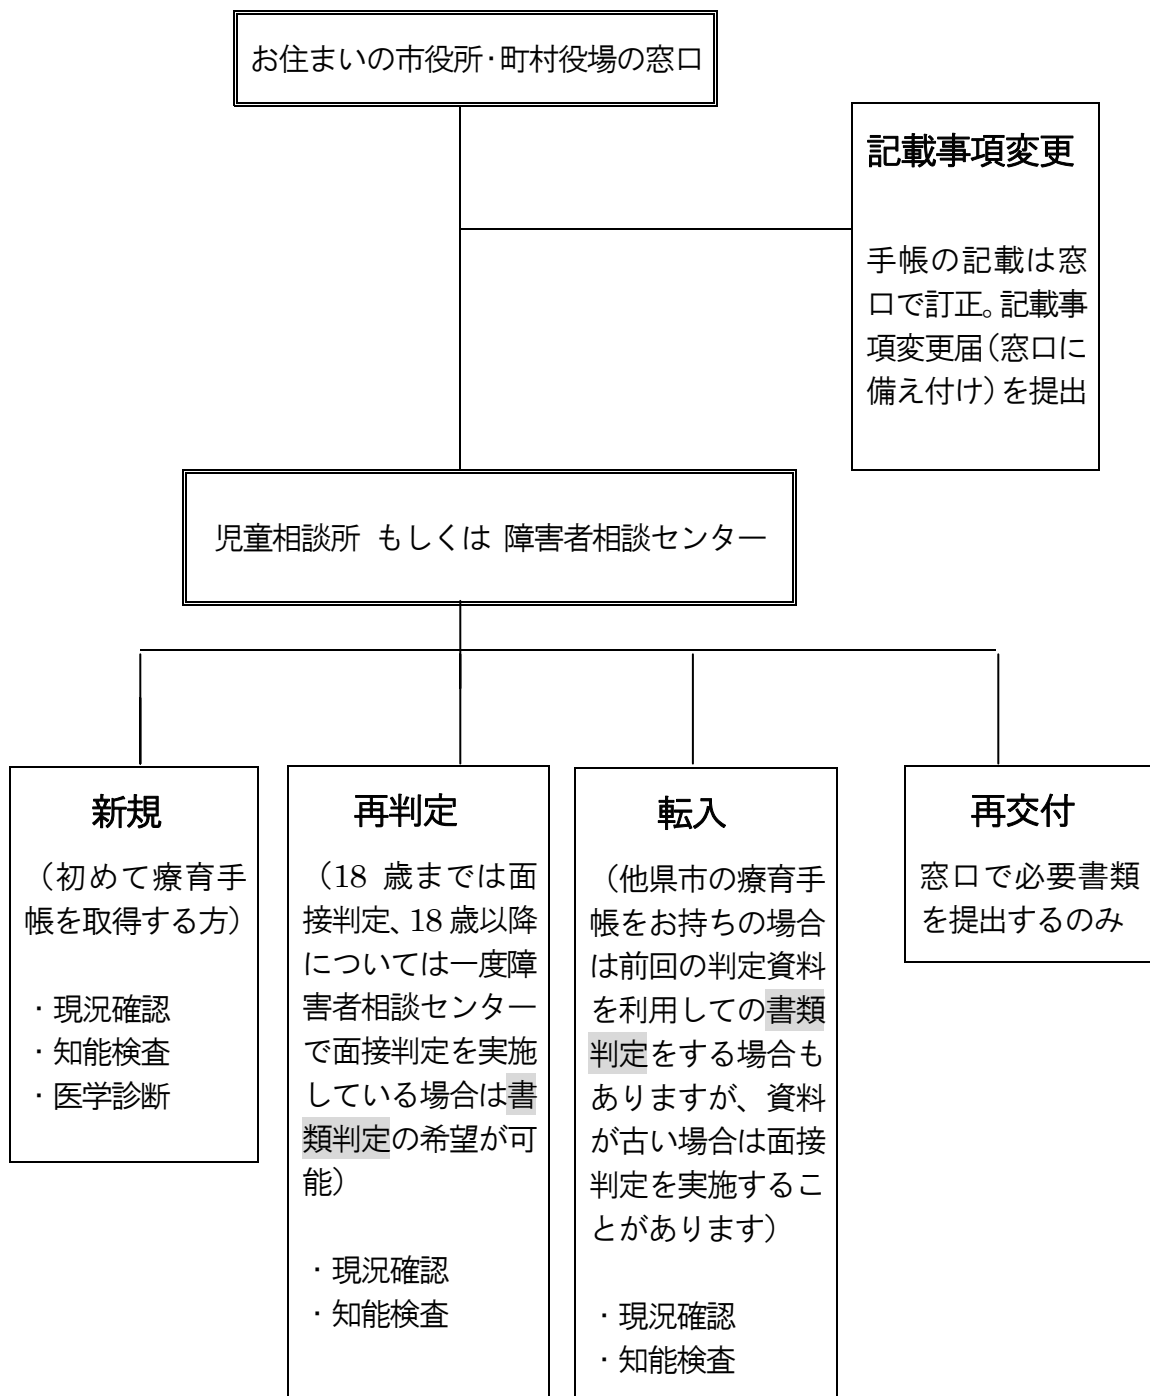 お住まいの市役所・町村役場の窓口
記載事項変更
手帳の記載は窓
口で訂正。記載事
項変更届(窓口に
備え付け)を提出
児童相談所 もしくは 障害者相談センター
新規
(初めて療育手
帳を取得する方)
・現況確認
・知能検査
・医学診断
再判定
(18 歳までは面
接判定、18 歳以降
については一度障
害者相談センター
で面接判定を実施
している場合は書
類判定の希望が可
能)
・現況確認
・知能検査
転入
(他県市の療育手
帳をお持ちの場合
は前回の判定資料
を利用しての書類
判定をする場合も
ありますが、資料
が古い場合は面接
判定を実施するこ
とがあります)
・現況確認
・知能検査
再交付
窓口で必要書類
を提出するのみ